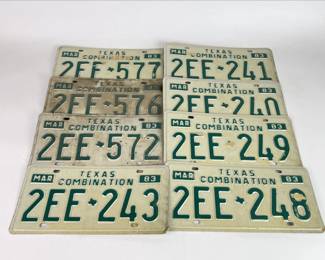 MAR TEXAS 83
COMBINATION
2EE 577
MAR TEXAS 83
COMBINATION
2EE 241
TEXAS
COMBINATION
2EE 576
MAR TEXAS 83
COMBINATION
2EE 240
MAR TEXAS 83
COMBINATION
2EE 572
MAR TEXAS 83
COMBINATION
2EE 249
MAR TEXAS 83
COMBINATION
2EE 243
MAR TEXAS 83
COMBINATION
2EE 248